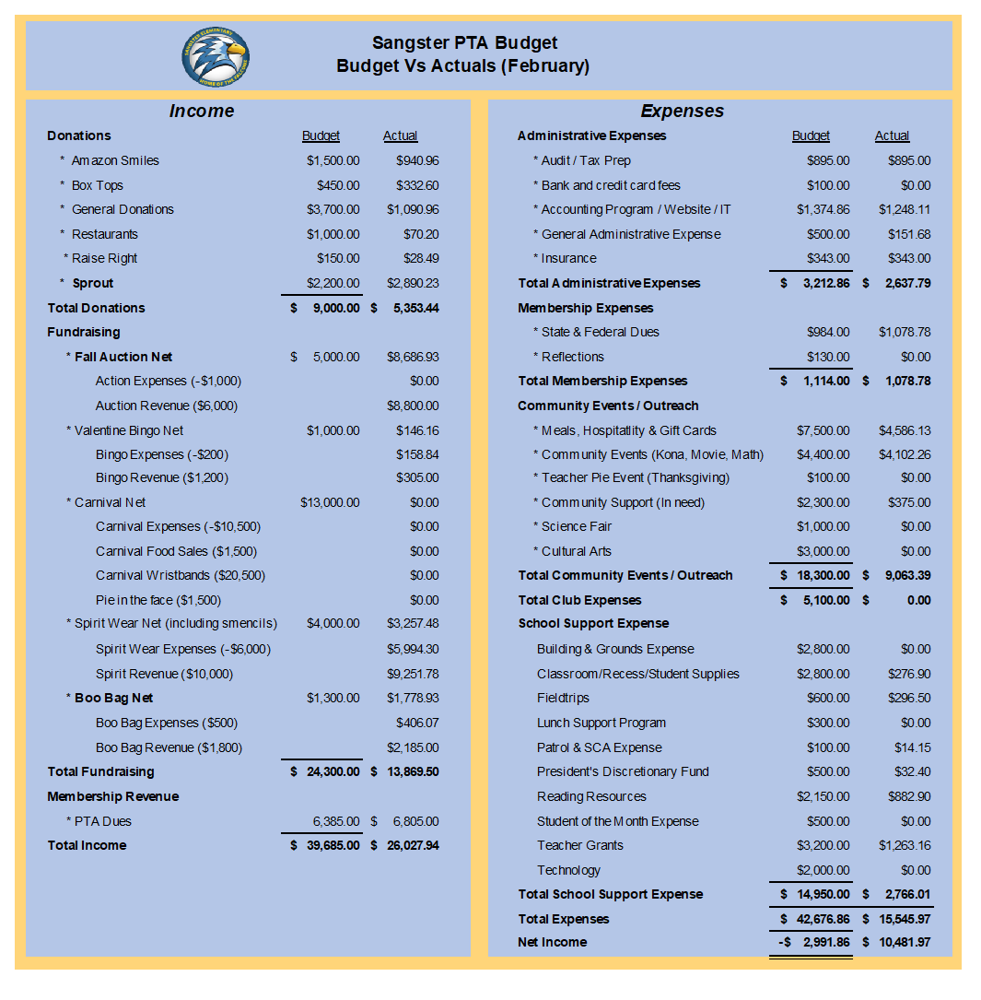 SANGSTER ELEMENTARY
HOME OF THE FALCONS
Sangster PTA Budget
Budget Vs Actuals (February)
Income
Donations Budget Actual
* Amazon Smiles $1,500.00 $940.96
* Box Tops $450.00 $332.60
* General Donations $3,700.00 $1,090.96
* Restaurants $1,000.00 $70.20
* Raise Right $150.00 $28.49
* Sprout $2,200.00 $2,890.23
Total Donations $ 9,000.00 $ 5,353.44
Fundraising
* Fall Auction Net $ 5,000.00 $8,686.93
Action Expenses (-$1,000) $0.00
Auction Revenue ($6,000) $8,800.00
* Valentine Bingo Net $1,000.00 $146.16
Bingo Expenses (-$200) $158.84
Bingo Revenue ($1,200) $305.00
* Carnival Net $13,000.00 $0.00
Carnival Expenses (-$10,500) $0.00
Carnival Food Sales ($1,500) $0.00
Carnival Wristbands ($20,500) $0.00
Pie in the face ($1,500) $0.00
* Spirit Wear Net (including smencils) $4,000.00 $3,257.48
Spirit Wear Expenses (-$6,000) $5,994.30
Spirit Revenue ($10,000) $9,251.78
* Boo Bag Net $1,300.00 $1,778.93
Boo Bag Expenses ($500) $406.07
Boo Bag Revenue ($1,800) $2,185.00
Total Fundraising $ 24,300.00 $ 13,869.50
Membership Revenue
* PTA Dues 6,385.00 $ 6,805.00
Total Income $ 39,685.00 $ 26,027.94
Expenses
Administrative Expenses Budget Actual
* Audit / Tax Prep $895.00 $895.00
* Bank and credit card fees $100.00 $0.00
* Accounting Program / Website / IT $1,374.86 $1,248.11
* General Administrative Expense $500.00 $151.68
* Insurance $343.00 $343.00
Total Administrative Expenses $ 3,212.86 $ 2,637.79
Membership Expenses
* State & Federal Dues $984.00 $1,078.78
* Reflections $130.00 $0.00
Total Membership Expenses $ 1,114.00 $ 1,078.78
Community Events / Outreach
* Meals, Hospitatlity & Gift Cards $7,500.00 $4,586.13
* Community Events (Kona, Movie, Math) $4,400.00 $4,102.26
* Teacher Pie Event (Thanksgiving) $100.00 $0.00
* Community Support (In need) $2,300.00 $375.00
* Science Fair $1,000.00 $0.00
* Cultural Arts $3,000.00 $0.00
Total Community Events / Outreach $ 18,300.00 $ 9,063.39
Total Club Expenses $ 5,100.00 $ 0.00
School Support Expense
Building & Grounds Expense $2,800.00 $0.00
Classroom/Recess/Student Supplies $2,800.00 $276.90
Fieldtrips $600.00 $296.50
Lunch Support Program $300.00 $0.00
Patrol & SCA Expense $100.00 $14.15
President's Discretionary Fund $500.00 $32.40
Reading Resources $2,150.00 $882.90
Student of the Month Expense $500.00 $0.00
Teacher Grants $3,200.00 $1,263.16
Technology $2,000.00 $0.00
Total School Support Expense $ 14,950.00 $ 2,766.01
Total Expenses $ 42,676.86 $ 15,545.97
Net Income -$ 2,991.86 $ 10,481.97